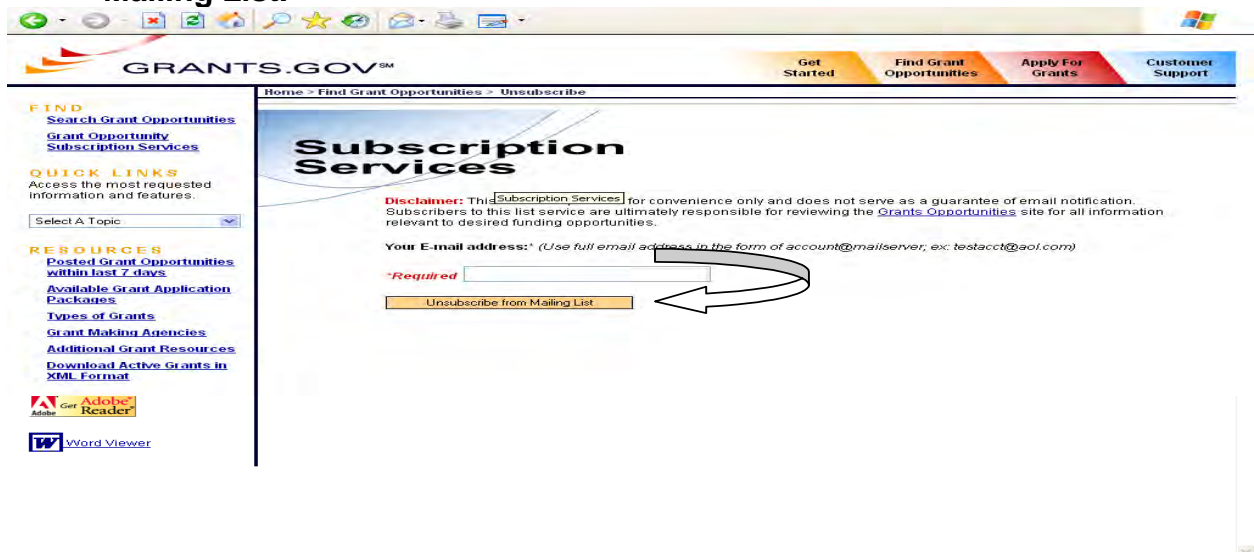 Mailing List.
GRANTS.GOV℠
Get Started
Find Grant Opportunities
Apply For Grants
Customer Support
Home > Find Grant Opportunities > Unsubscribe
FIND
Search Grant Opportunities
Grant Opportunity
Subscription Services
QUICK LINKS
Access the most requested
information and features.
Select A Topic
RESOURCES
Posted Grant Opportunities
within last 7 days
Available Grant Application
Packages
Types of Grants
Grant Making Agencies
Additional Grant Resources
Download Active Grants in
XML Format
Adobe Get Adobe® Reader®
W Word Viewer
Subscription
Services
Disclaimer: This Subscription Services for convenience only and does not serve as a guarantee of email notification.
Subscribers to this list service are ultimately responsible for reviewing the Grants Opportunities site for all information
relevant to desired funding opportunities.
Your E-mail address:* (Use full email address in the form of account@mailserver; ex: testacct@aol.com)
*Required
Unsubscribe from Mailing List